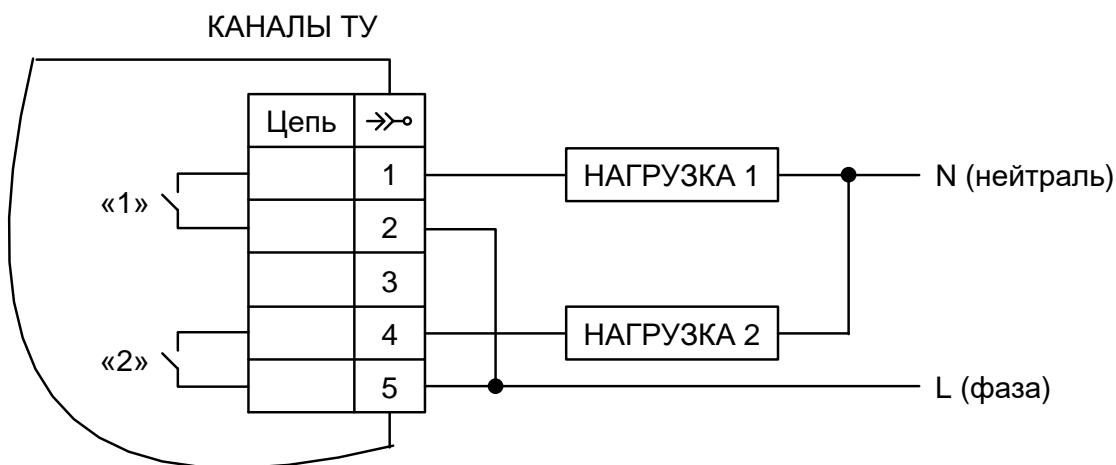 КАНАЛЫ ТУ
Цепь
1
НАГРУЗКА 1
N (нейтраль)
«1»
2
3
4
НАГРУЗКА 2
«2»
5
L (фаза)